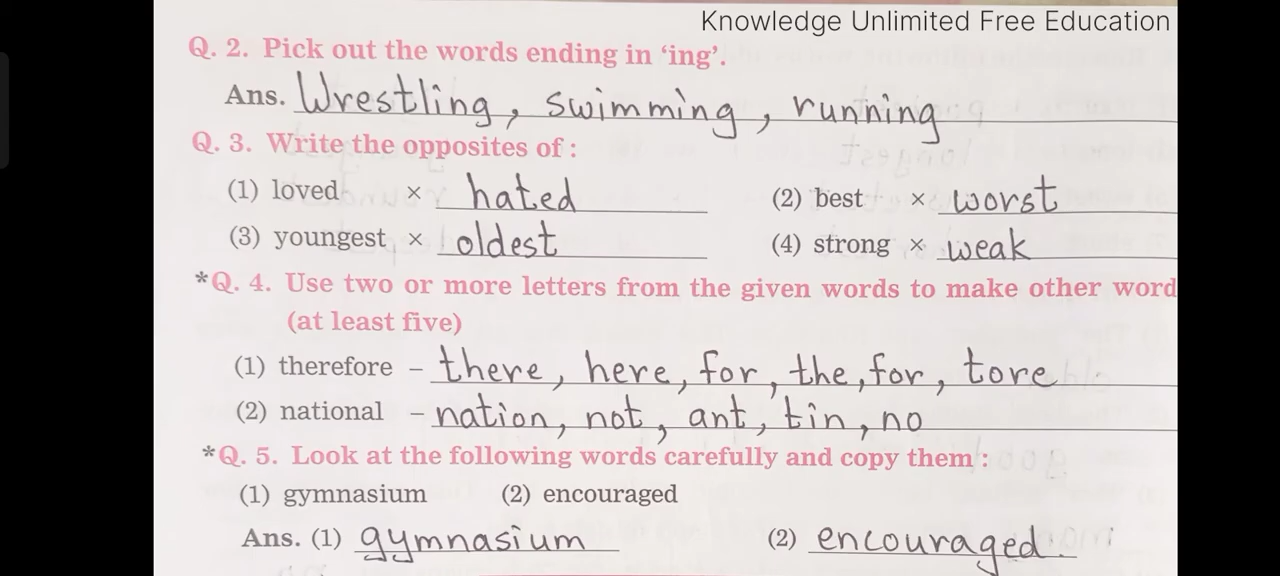 Knowledge Unlimited Free Education
Q. 2. Pick out the words ending in ‘ing’.
Ans. Wrestling, swimming, running
Q. 3. Write the opposites of :
(1) loved × hated (2) best × worst
(3) youngest × oldest (4) strong × weak
*Q. 4. Use two or more letters from the given words to make other word
(at least five)
(1) therefore – there, here, for, the, for, tore
(2) national – nation, not, ant, tin, no
*Q. 5. Look at the following words carefully and copy them :
(1) gymnasium (2) encouraged
Ans. (1) gymnasium (2) encouraged